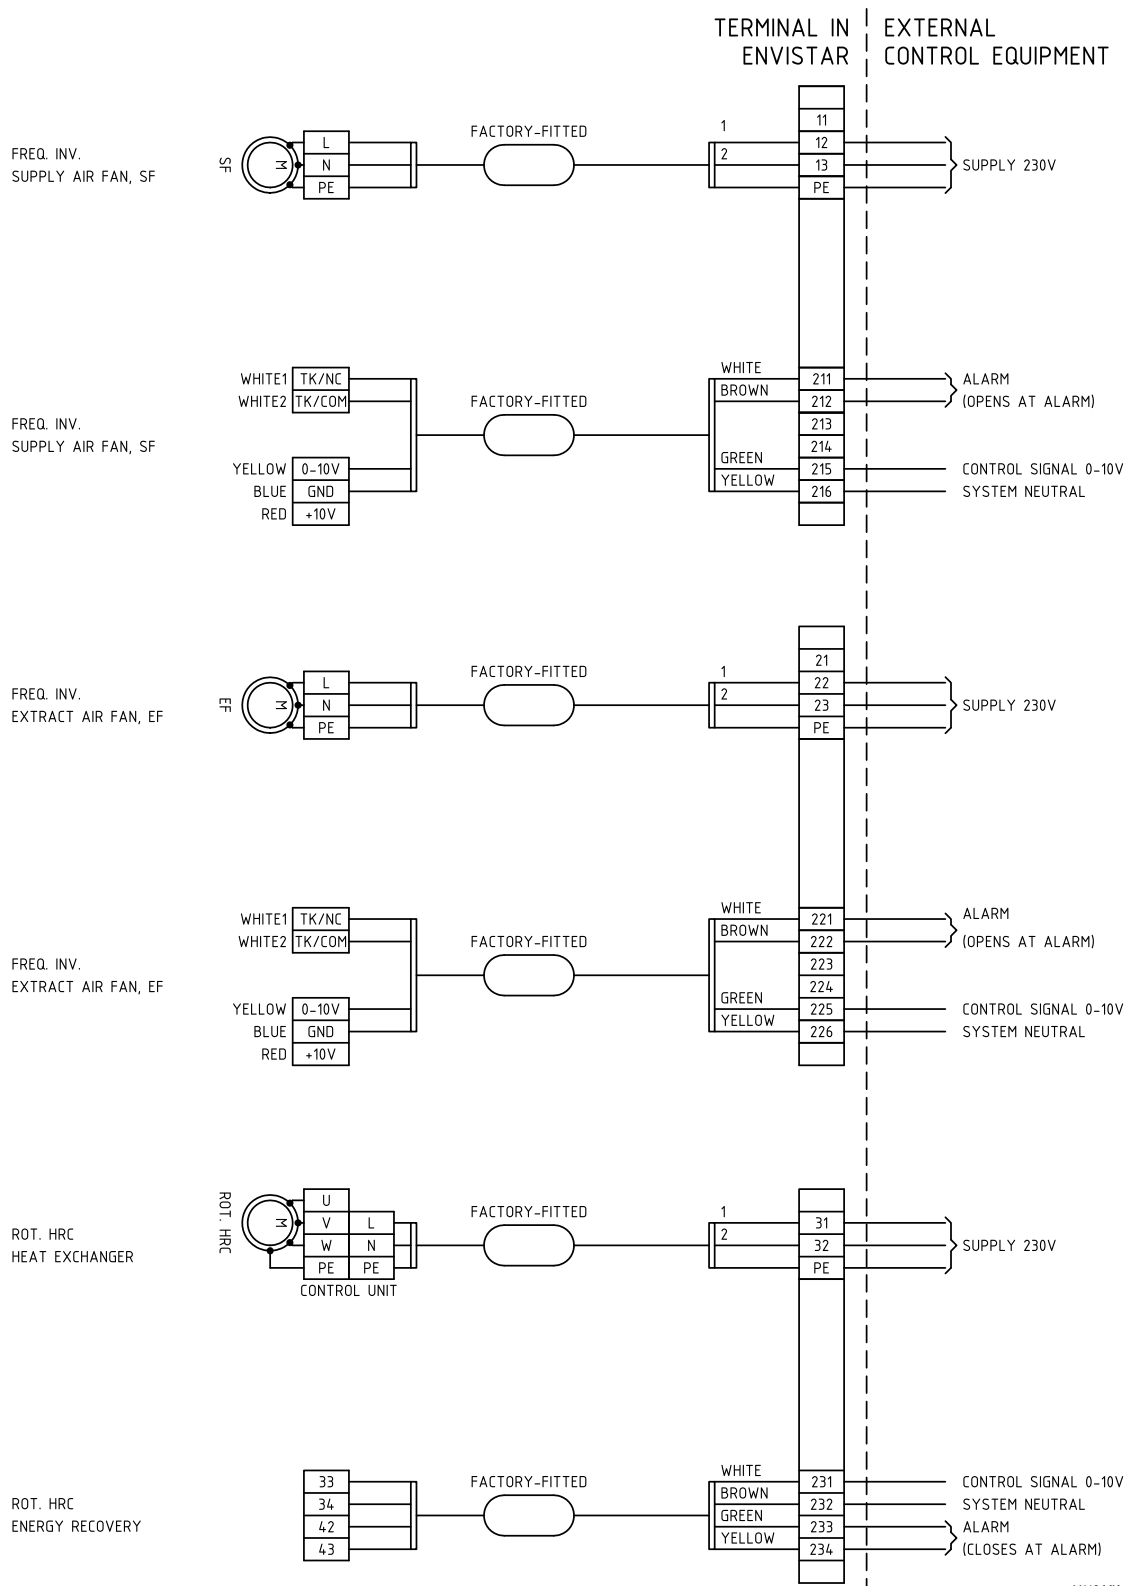 TERMINAL IN
ENVISTAR
EXTERNAL
CONTROL EQUIPMENT
FREQ. INV.
SUPPLY AIR FAN, SF
SF
M
L
N
PE
FACTORY-FITTED
1
2
11
12
13
PE
SUPPLY 230V
FREQ. INV.
SUPPLY AIR FAN, SF
WHITE1 TK/NC
WHITE2 TK/COM
YELLOW 0-10V
BLUE GND
RED +10V
FACTORY-FITTED
WHITE
BROWN
GREEN
YELLOW
211
212
213
214
215
216
ALARM
(OPENS AT ALARM)
CONTROL SIGNAL 0-10V
SYSTEM NEUTRAL
FREQ. INV.
EXTRACT AIR FAN, EF
EF
M
L
N
PE
FACTORY-FITTED
1
2
21
22
23
PE
SUPPLY 230V
FREQ. INV.
EXTRACT AIR FAN, EF
WHITE1 TK/NC
WHITE2 TK/COM
YELLOW 0-10V
BLUE GND
RED +10V
FACTORY-FITTED
WHITE
BROWN
GREEN
YELLOW
221
222
223
224
225
226
ALARM
(OPENS AT ALARM)
CONTROL SIGNAL 0-10V
SYSTEM NEUTRAL
ROT. HRC
HEAT EXCHANGER
ROT. HRC
M
U
V L
W N
PE PE
CONTROL UNIT
FACTORY-FITTED
1
2
31
32
PE
SUPPLY 230V
ROT. HRC
ENERGY RECOVERY
33
34
42
43
FACTORY-FITTED
WHITE
BROWN
GREEN
YELLOW
231
232
233
234
CONTROL SIGNAL 0-10V
SYSTEM NEUTRAL
ALARM
(CLOSES AT ALARM)